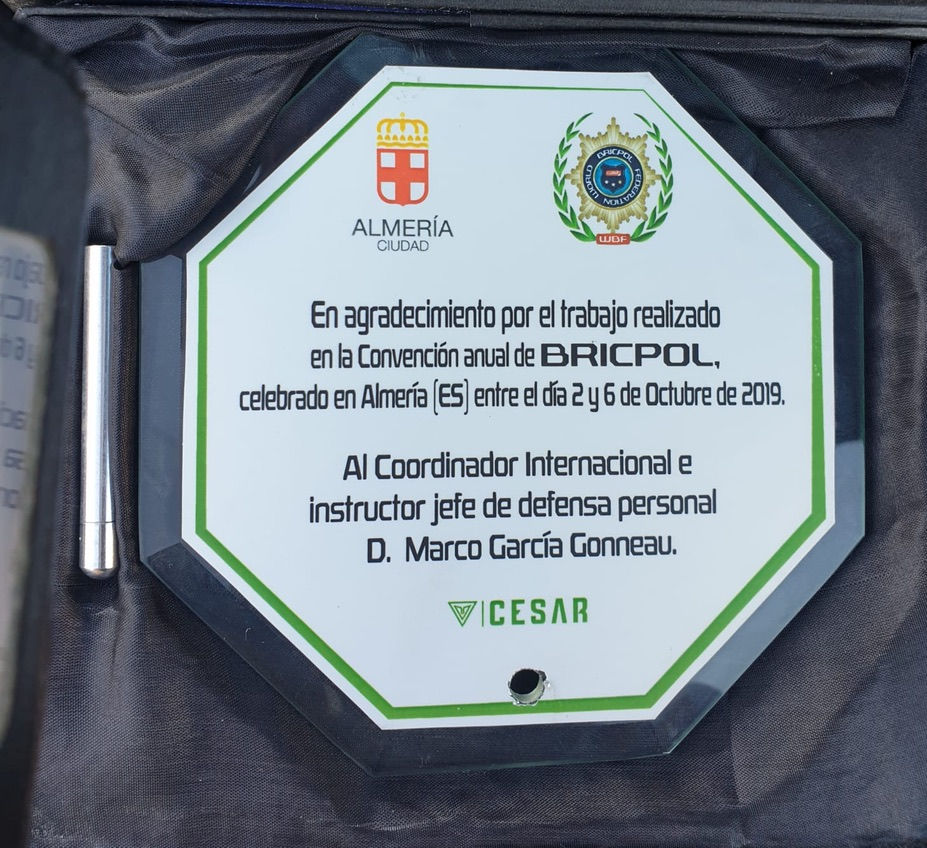 ALMERÍA
CIUDAD
WORLD BRICPOL FEDERATION
WBF
En agradecimiento por el trabajo realizado
en la Convención anual de BRICPOL,
celebrado en Almería (ES) entre el día 2 y 6 de Octubre de 2019.
Al Coordinador Internacional e
instructor jefe de defensa personal
D. Marco García Gonneau.
CESAR